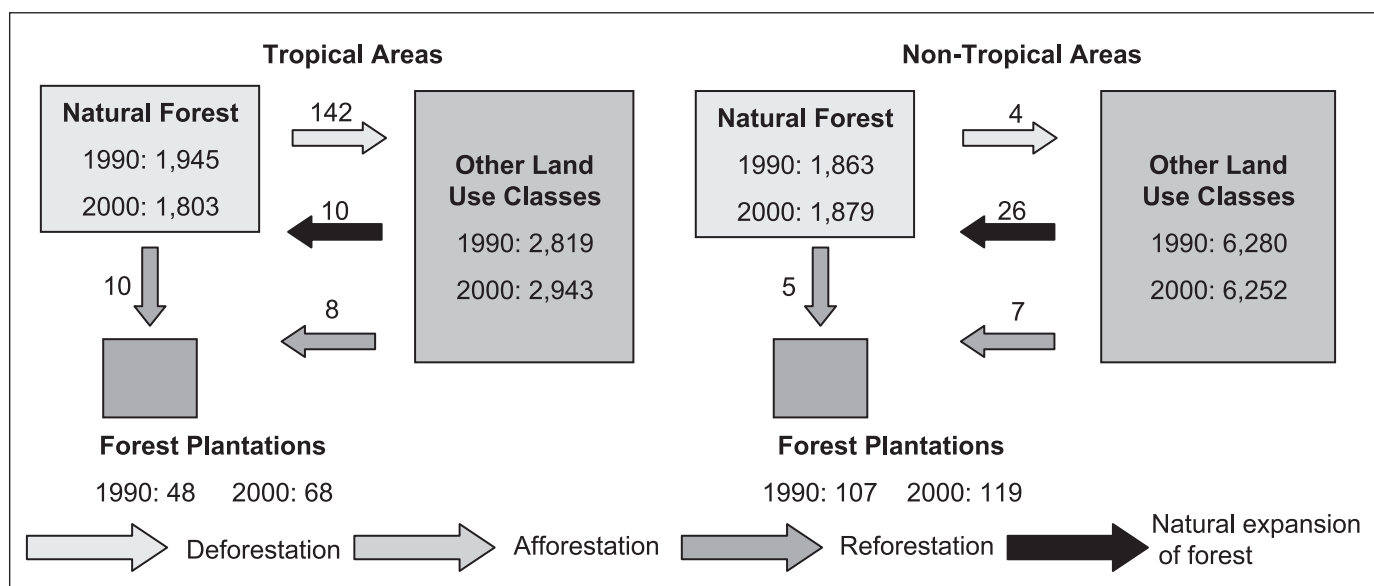 Tropical Areas
Natural Forest
1990: 1,945
2000: 1,803
142
10
10
8
Other Land
Use Classes
1990: 2,819
2000: 2,943
Forest Plantations
1990: 48 2000: 68
Non-Tropical Areas
Natural Forest
1990: 1,863
2000: 1,879
4
26
5
7
Other Land
Use Classes
1990: 6,280
2000: 6,252
Forest Plantations
1990: 107 2000: 119
Deforestation
Afforestation
Reforestation
Natural expansion
of forest